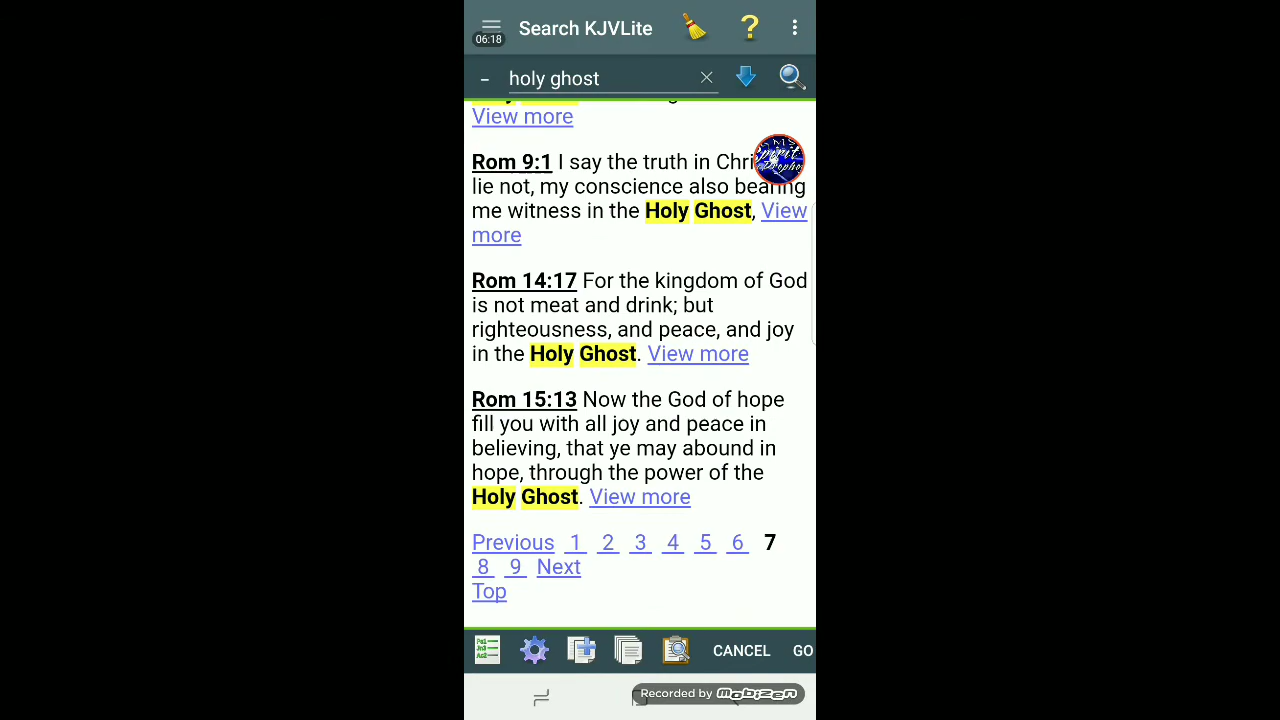 Search KJVLite
?
06:18
- holy ghost
View more
Rom 9:1 I say the truth in
lie not, my conscience also bearing
me witness in the Holy Ghost, View
more
Rom 14:17 For the kingdom of God
is not meat and drink; but
righteousness, and peace, and joy
in the Holy Ghost. View more
Rom 15:13 Now the God of hope
fill you with all joy and peace in
believing, that ye may abound in
hope, through the power of the
Holy Ghost. View more
Previous 1 2 3 4 5 6 7
8 9 Next
Top
CANCEL GO
Recorded by MOBIZEN